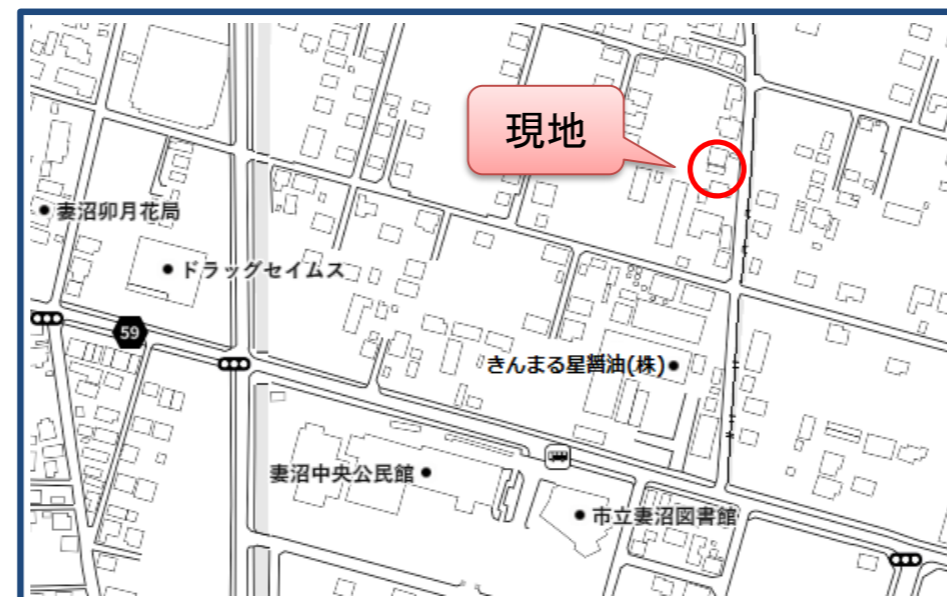 現地
妻沼卯月花局
ドラッグセイムス
59
きんまる星醤油(株)
妻沼中央公民館
市立妻沼図書館